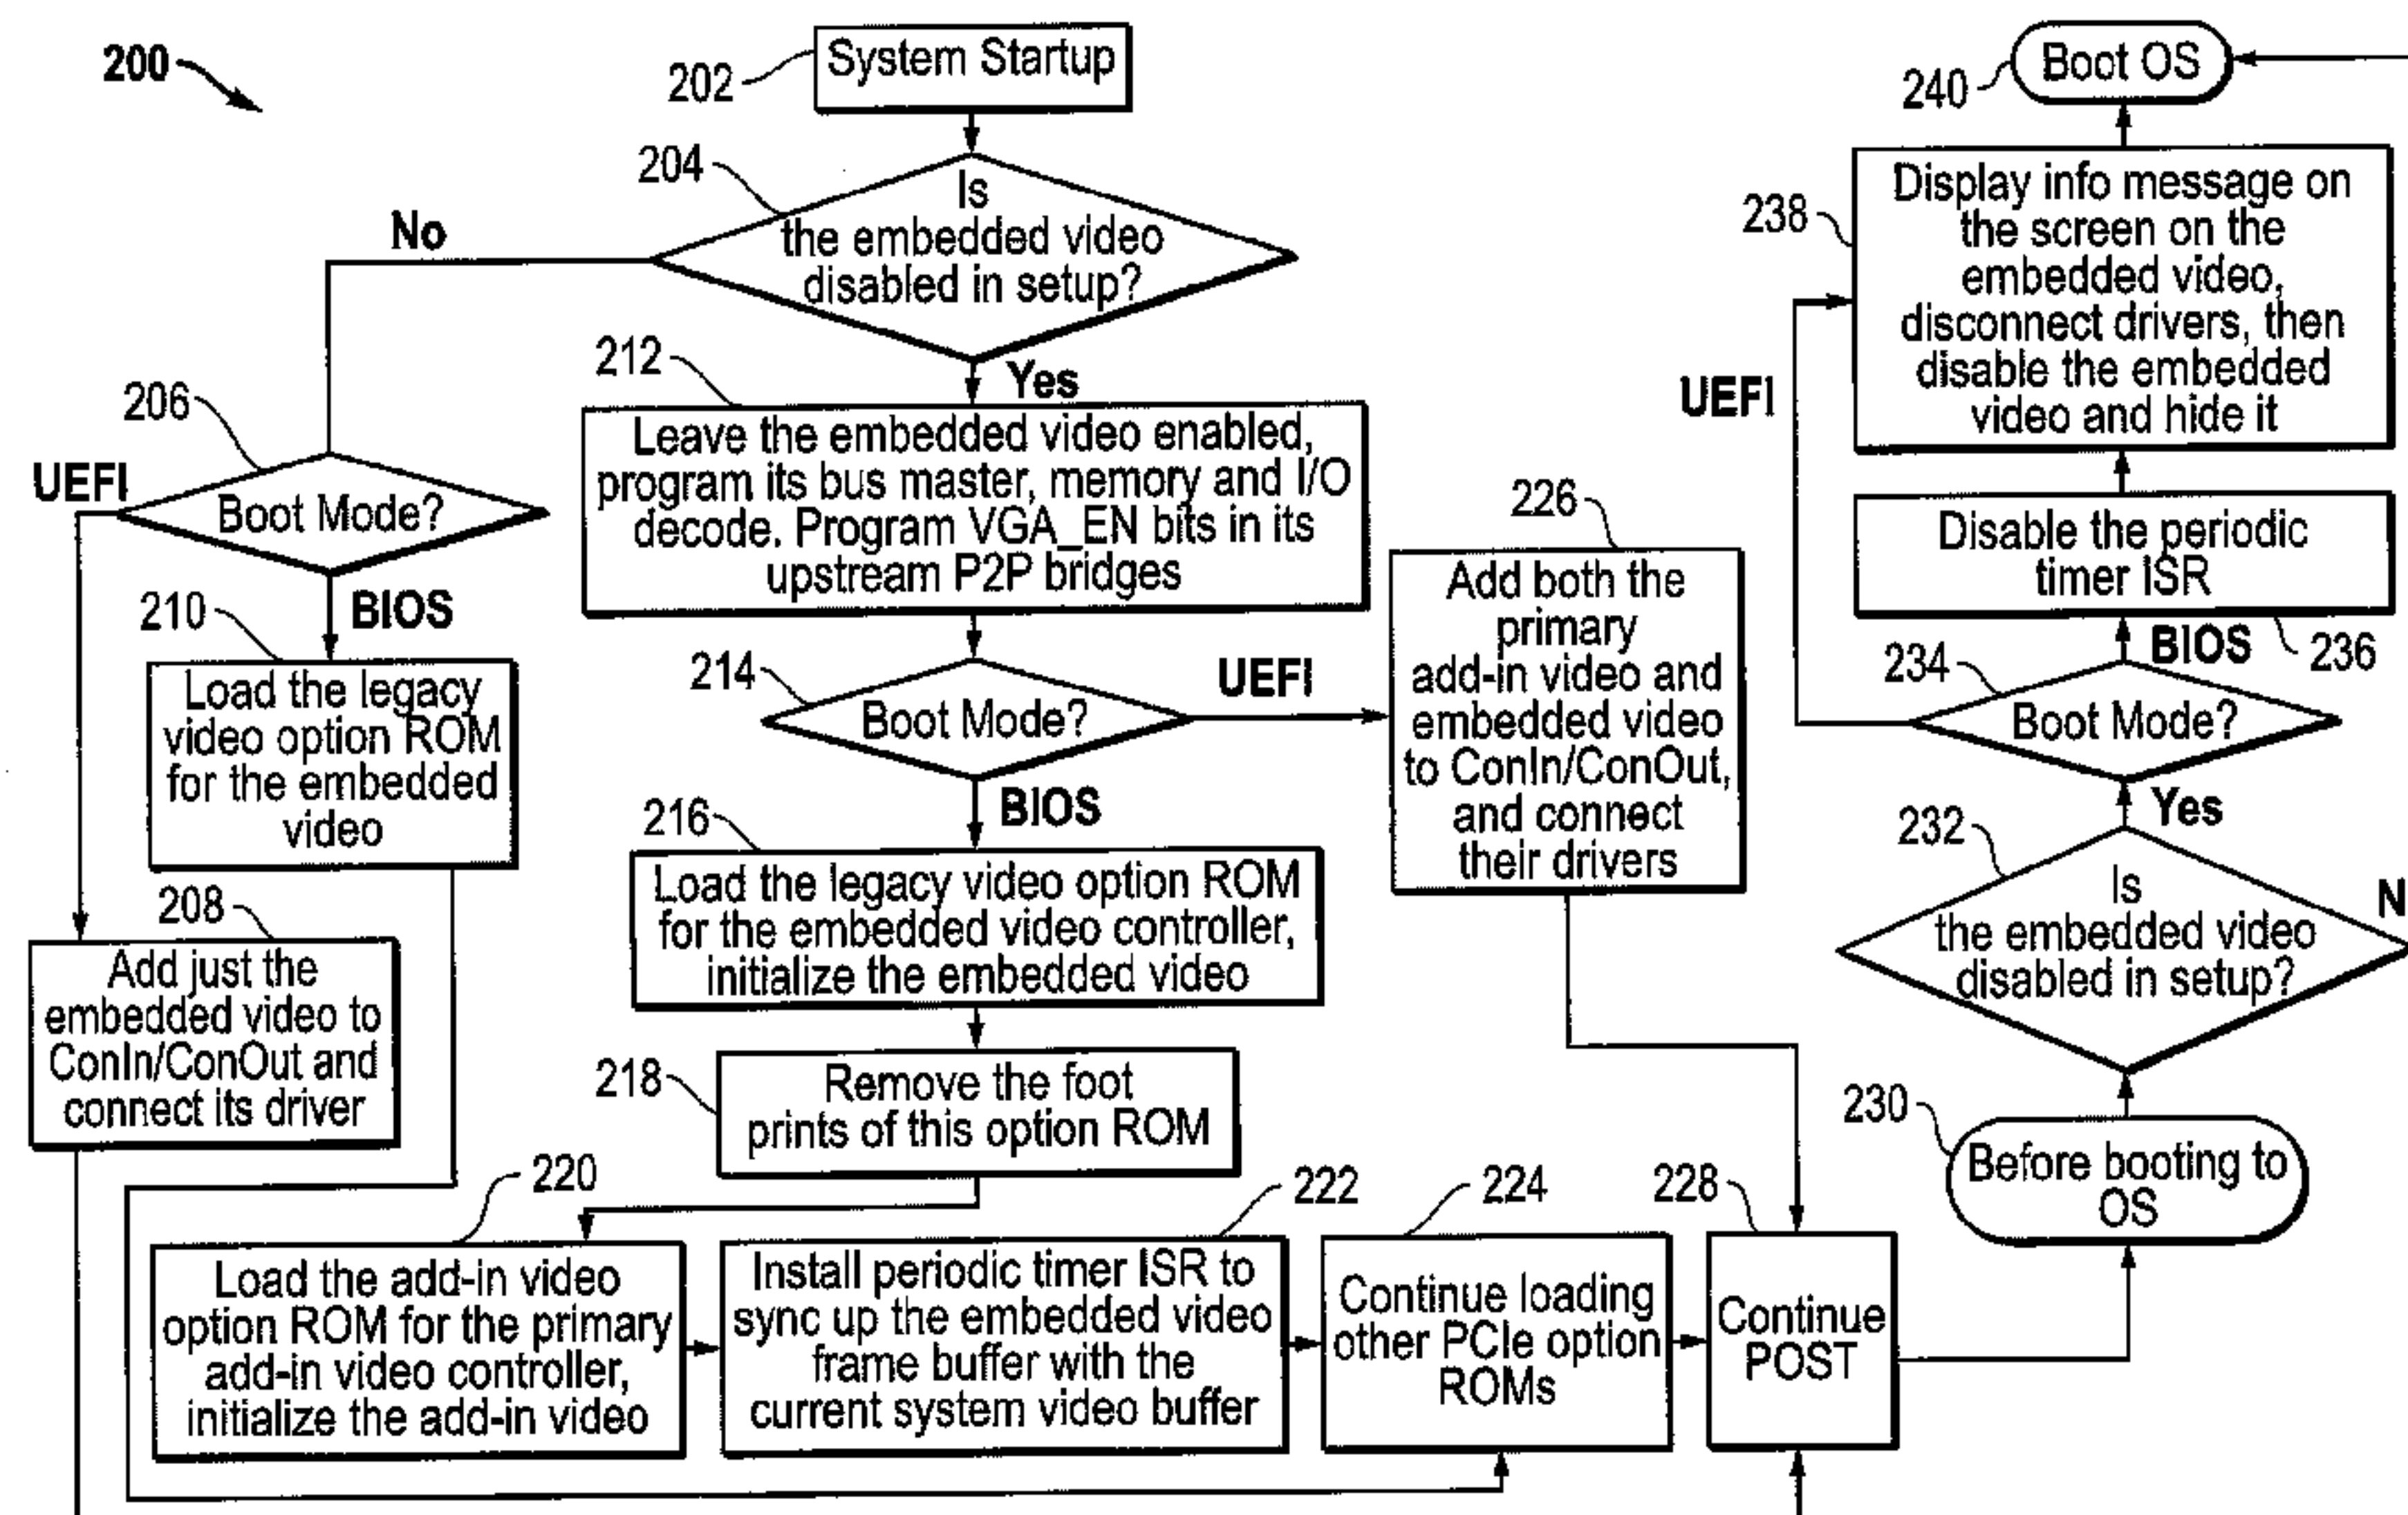 200
202
System Startup
204
Is
the embedded video
disabled in setup?
No
Yes
206
UEFI
Boot Mode?
BIOS
210
Load the legacy
video option ROM
for the embedded
video
208
Add just the
embedded video to
ConIn/ConOut and
connect its driver
212
Leave the embedded video enabled,
program its bus master, memory and I/O
decode. Program VGA_EN bits in its
upstream P2P bridges
214
Boot Mode?
UEFI
BIOS
216
Load the legacy video option ROM
for the embedded video controller,
initialize the embedded video
218
Remove the foot
prints of this option ROM
220
Load the add-in video
option ROM for the primary
add-in video controller,
initialize the add-in video
222
Install periodic timer ISR to
sync up the embedded video
frame buffer with the
current system video buffer
224
Continue loading
other PCIe option
ROMs
226
Add both the
primary
add-in video and
embedded video
to ConIn/ConOut,
and connect
their drivers
228
Continue
POST
230
Before booting to
OS
232
Is
the embedded video
disabled in setup?
N
Yes
234
Boot Mode?
UEFI
BIOS
236
Disable the periodic
timer ISR
238
Display info message on
the screen on the
embedded video,
disconnect drivers, then
disable the embedded
video and hide it
240
Boot OS